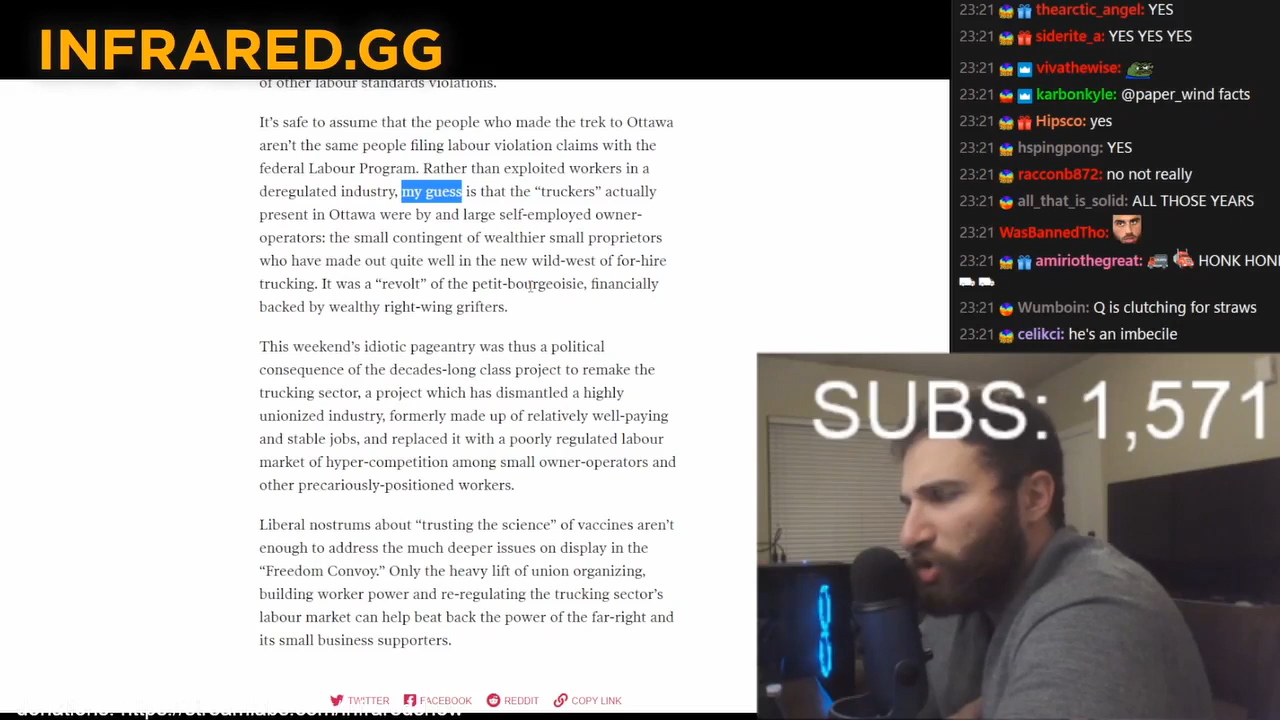 INFRARED.GG
of other labour standards violations.
It’s safe to assume that the people who made the trek to Ottawa
aren’t the same people filing labour violation claims with the
federal Labour Program. Rather than exploited workers in a
deregulated industry, my guess is that the “truckers” actually
present in Ottawa were by and large self-employed owner-
operators: the small contingent of wealthier small proprietors
who have made out quite well in the new wild-west of for-hire
trucking. It was a “revolt” of the petit-bourgeoisie, financially
backed by wealthy right-wing grifters.
This weekend’s idiotic pageantry was thus a political
consequence of the decades-long class project to remake the
trucking sector, a project which has dismantled a highly
unionized industry, formerly made up of relatively well-paying
and stable jobs, and replaced it with a poorly regulated labour
market of hyper-competition among small owner-operators and
other precariously-positioned workers.
Liberal nostrums about “trusting the science” of vaccines aren’t
enough to address the much deeper issues on display in the
“Freedom Convoy.” Only the heavy lift of union organizing,
building worker power and re-regulating the trucking sector’s
labour market can help beat back the power of the far-right and
its small business supporters.
TWITTER FACEBOOK REDDIT COPY LINK
23:21 thearctic_angel: YES
23:21 siderite_a: YES YES YES
23:21 vivathewise:
23:21 karbonkyle: @paper_wind facts
23:21 Hipsco: yes
23:21 hspingpong: YES
23:21 racconb872: no not really
23:21 all_that_is_solid: ALL THOSE YEARS
23:21 WasBannedTho:
23:21 amiriothegreat: HONK HON
23:21 Wumboin: Q is clutching for straws
23:21 celikci: he's an imbecile
SUBS: 1,571